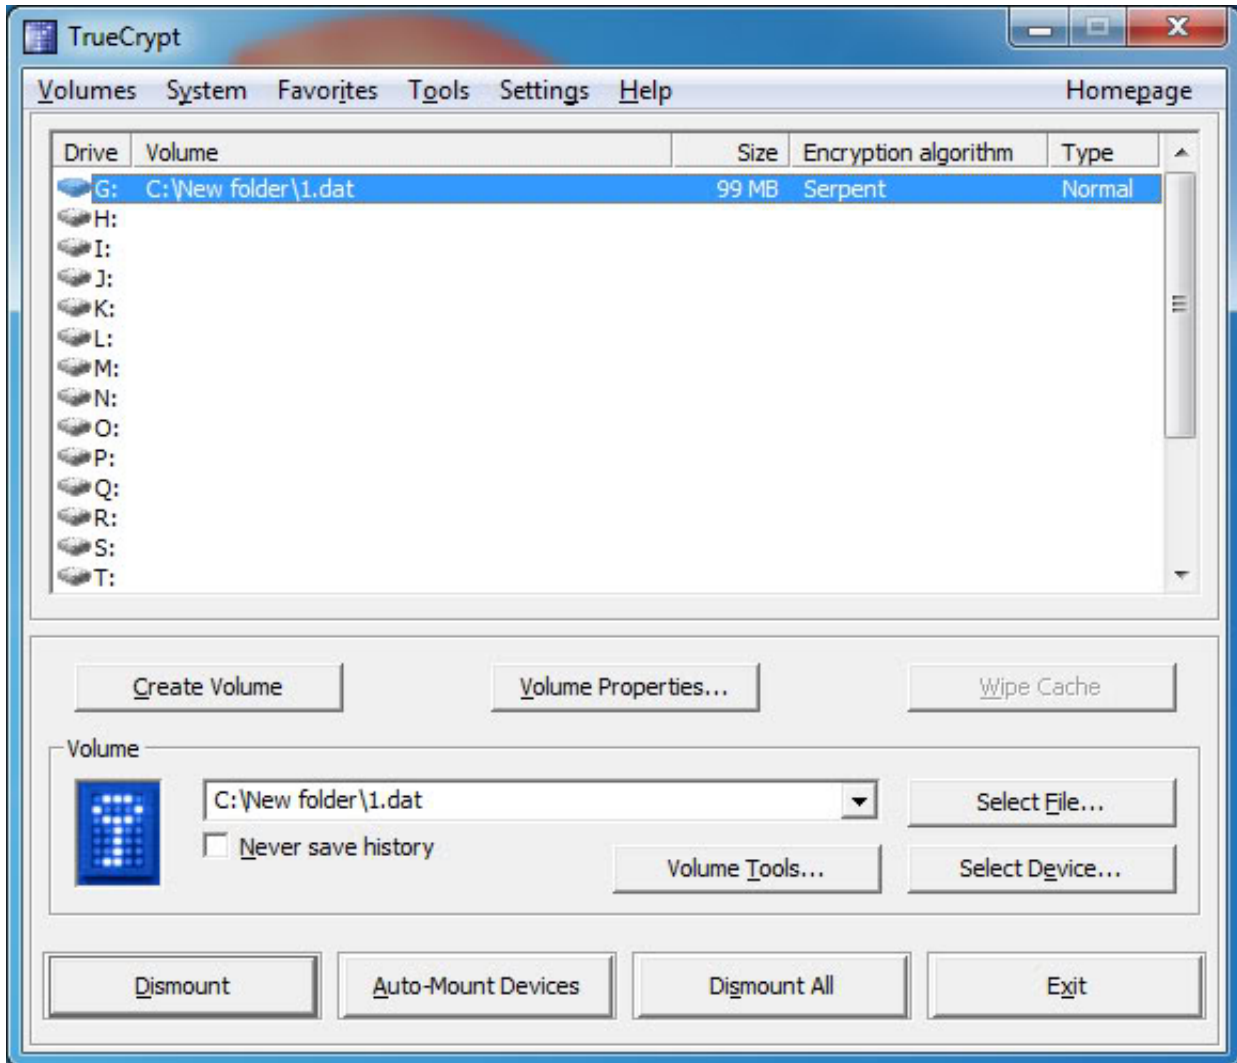 TrueCrypt
Volumes System Favorites Tools Settings Help Homepage
Drive Volume Size Encryption algorithm Type
G: C:\New folder\1.dat 99 MB Serpent Normal
H:
I:
J:
K:
L:
M:
N:
O:
P:
Q:
R:
S:
T:
Create Volume Volume Properties... Wipe Cache
Volume
C:\New folder\1.dat Select File...
Never save history
Volume Tools... Select Device...
Dismount Auto-Mount Devices Dismount All Exit